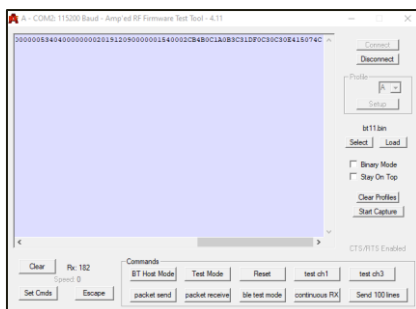 A - COM2; 115200 Baud - Amp'ed RF Firmware Test Tool - 4.11
00000053404000000000201912090000001540002CB4B0C1A0B3C31DF0C30C30E415074C
Connect
Disconnect
Profile
A
Setup
bt11.bin
Select
Load
Binary Mode
Stay On Top
Clear Profiles
Start Capture
CTS/RTS Enabled
Clear
Rx: 182
Speed: 0
Set Cmds
Escape
Commands
BT Host Mode
Test Mode
Reset
test ch1
test ch3
packet send
packet receive
ble test mode
continuous RX
Send 100 lines